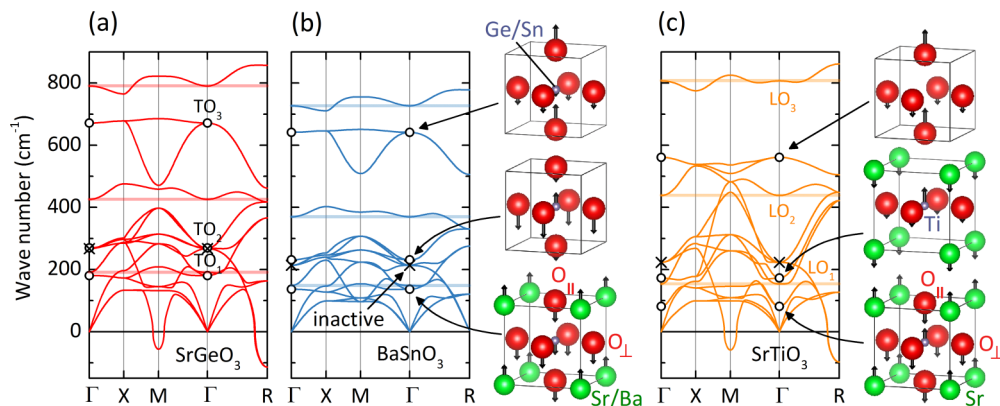 (a)
(b)
(c)
Wave number (cm⁻¹)
800
600
400
200
0
TO₃
TO₂
TO₁
SrGeO₃
Γ X M Γ R
inactive
BaSnO₃
Γ X M Γ R
Ge/Sn
O∥
O⊥
Sr/Ba
LO₃
LO₂
LO₁
SrTiO₃
Γ X M Γ R
Ti
O∥
O⊥
Sr